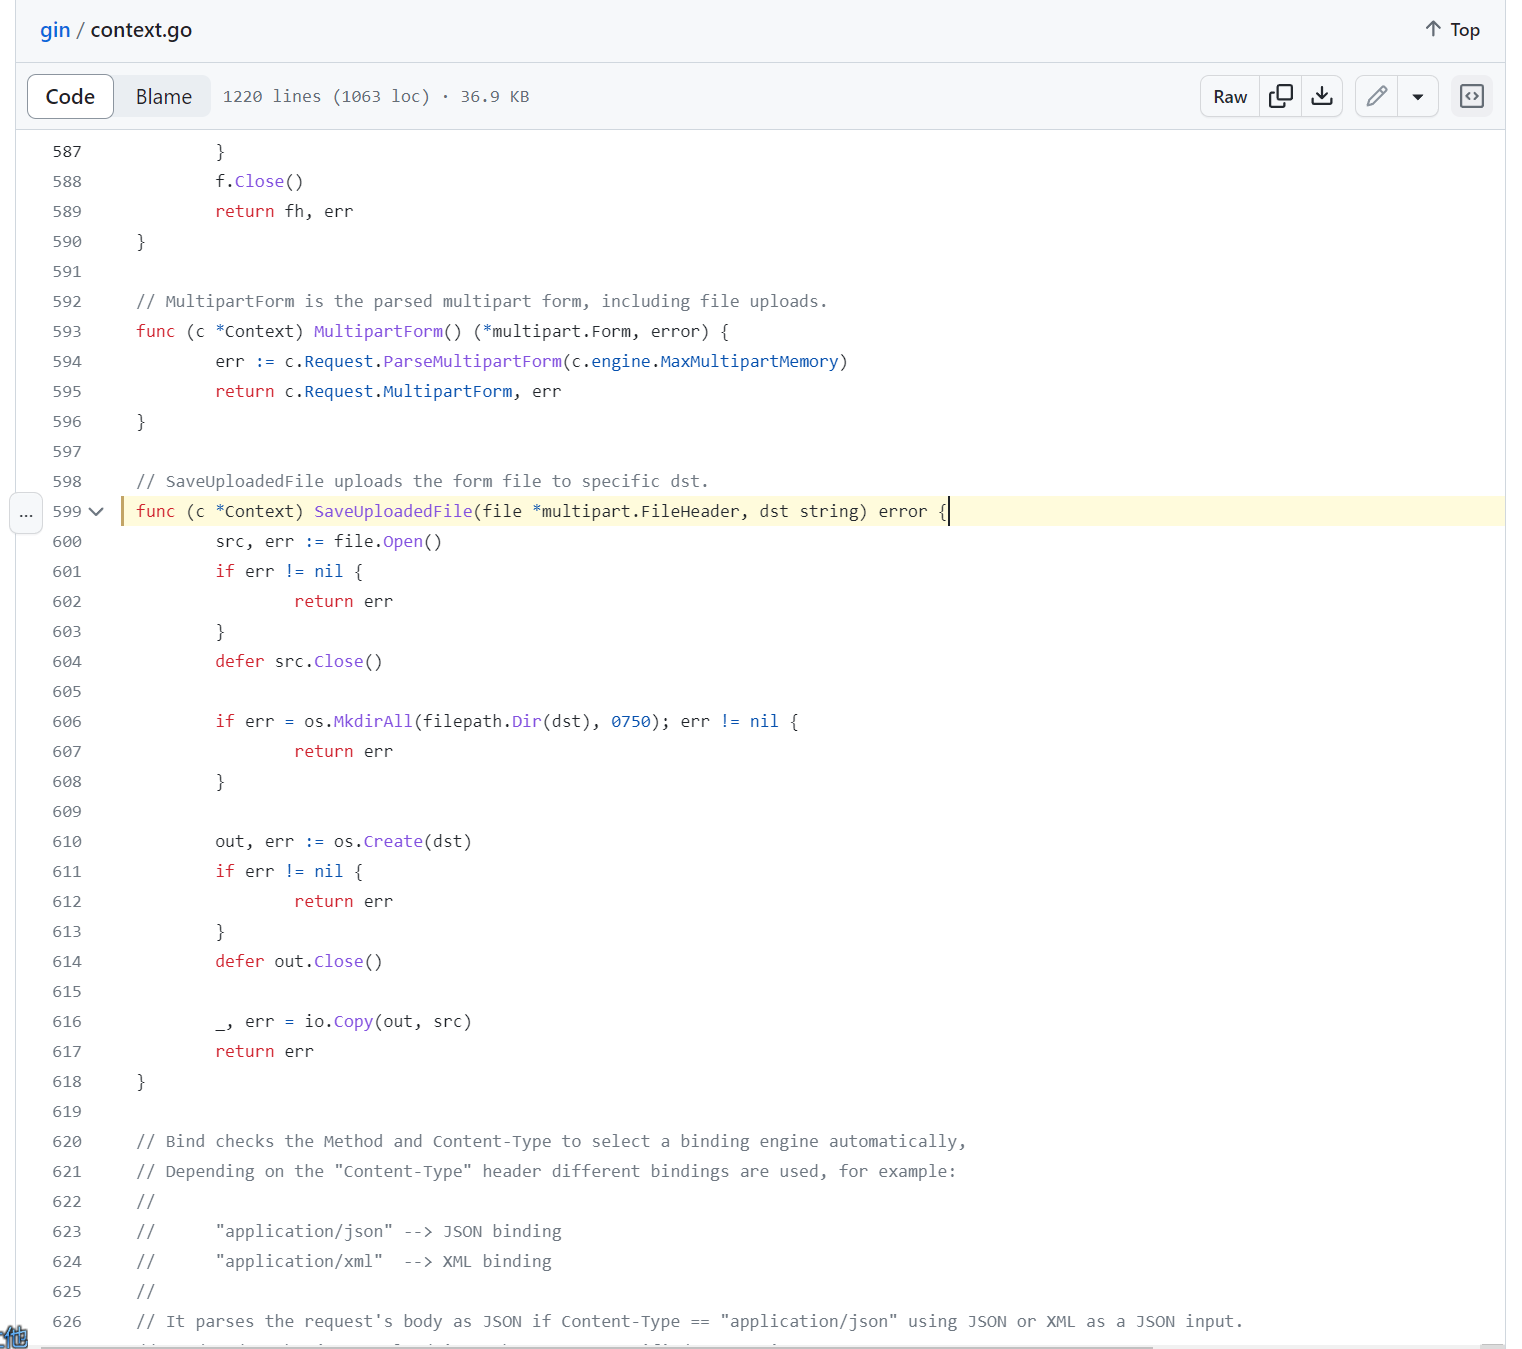 gin / context.go
Top
Code Blame 1220 lines (1063 loc) · 36.9 KB Raw
587 }
588 f.Close()
589 return fh, err
590 }
591
592 // MultipartForm is the parsed multipart form, including file uploads.
593 func (c *Context) MultipartForm() (*multipart.Form, error) {
594 err := c.Request.ParseMultipartForm(c.engine.MaxMultipartMemory)
595 return c.Request.MultipartForm, err
596 }
597
598 // SaveUploadedFile uploads the form file to specific dst.
... 599 func (c *Context) SaveUploadedFile(file *multipart.FileHeader, dst string) error {
600 src, err := file.Open()
601 if err != nil {
602 return err
603 }
604 defer src.Close()
605
606 if err = os.MkdirAll(filepath.Dir(dst), 0750); err != nil {
607 return err
608 }
609
610 out, err := os.Create(dst)
611 if err != nil {
612 return err
613 }
614 defer out.Close()
615
616 _, err = io.Copy(out, src)
617 return err
618 }
619
620 // Bind checks the Method and Content-Type to select a binding engine automatically,
621 // Depending on the "Content-Type" header different bindings are used, for example:
622 //
623 // "application/json" --> JSON binding
624 // "application/xml" --> XML binding
625 //
626 // It parses the request's body as JSON if Content-Type == "application/json" using JSON or XML as a JSON input.
他